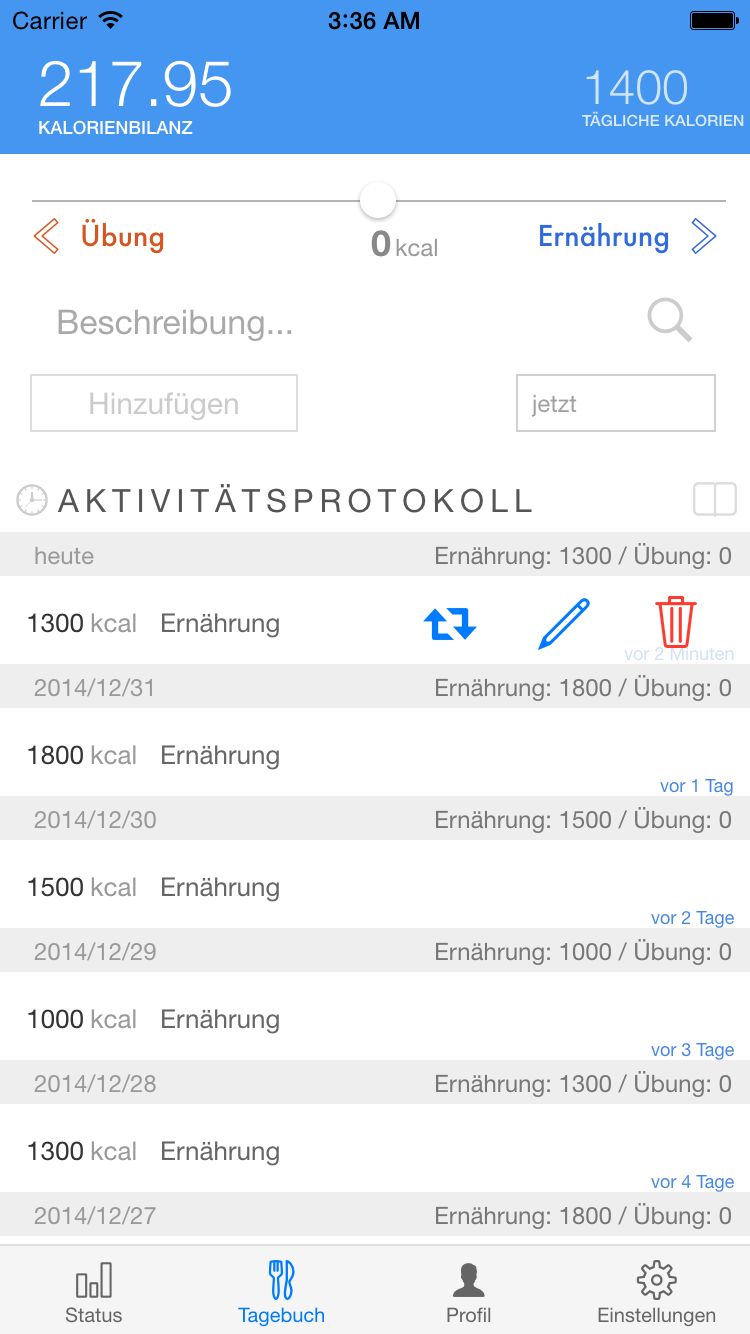 Carrier 3:36 AM
217.95 1400
KALORIENBILANZ TÄGLICHE KALORIEN
Übung 0 kcal Ernährung
Beschreibung...
Hinzufügen jetzt
AKTIVITÄTSPROTOKOLL
heute Ernährung: 1300 / Übung: 0
1300 kcal Ernährung
vor 2 Minuten
2014/12/31 Ernährung: 1800 / Übung: 0
1800 kcal Ernährung
vor 1 Tag
2014/12/30 Ernährung: 1500 / Übung: 0
1500 kcal Ernährung
vor 2 Tage
2014/12/29 Ernährung: 1000 / Übung: 0
1000 kcal Ernährung
vor 3 Tage
2014/12/28 Ernährung: 1300 / Übung: 0
1300 kcal Ernährung
vor 4 Tage
2014/12/27 Ernährung: 1800 / Übung: 0
Status Tagebuch Profil Einstellungen